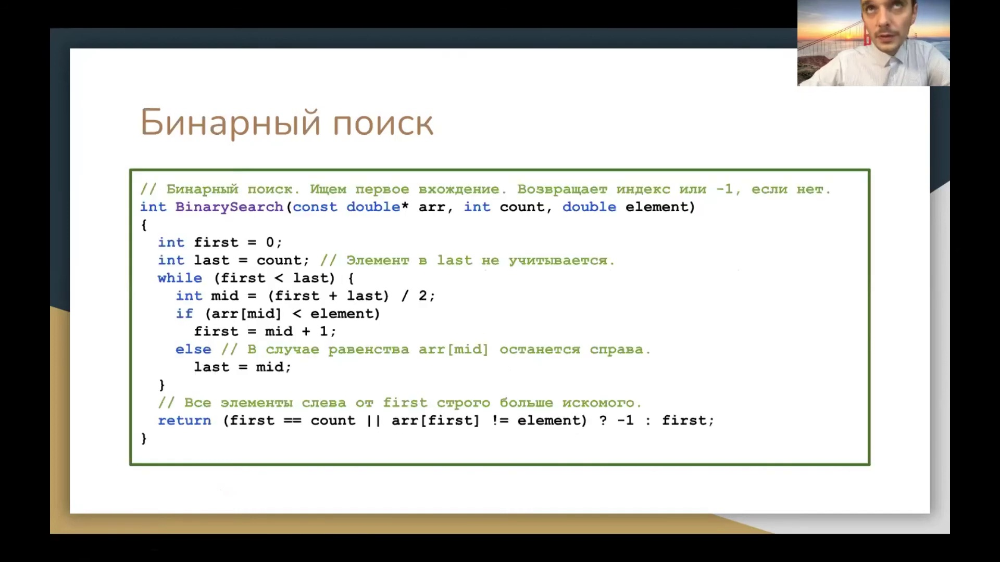 Бинарный поиск
// Бинарный поиск. Ищем первое вхождение. Возвращает индекс или -1, если нет.
int BinarySearch(const double* arr, int count, double element)
{
  int first = 0;
  int last = count; // Элемент в last не учитывается.
  while (first < last) {
    int mid = (first + last) / 2;
    if (arr[mid] < element)
      first = mid + 1;
    else // В случае равенства arr[mid] останется справа.
      last = mid;
  }
  // Все элементы слева от first строго больше искомого.
  return (first == count || arr[first] != element) ? -1 : first;
}